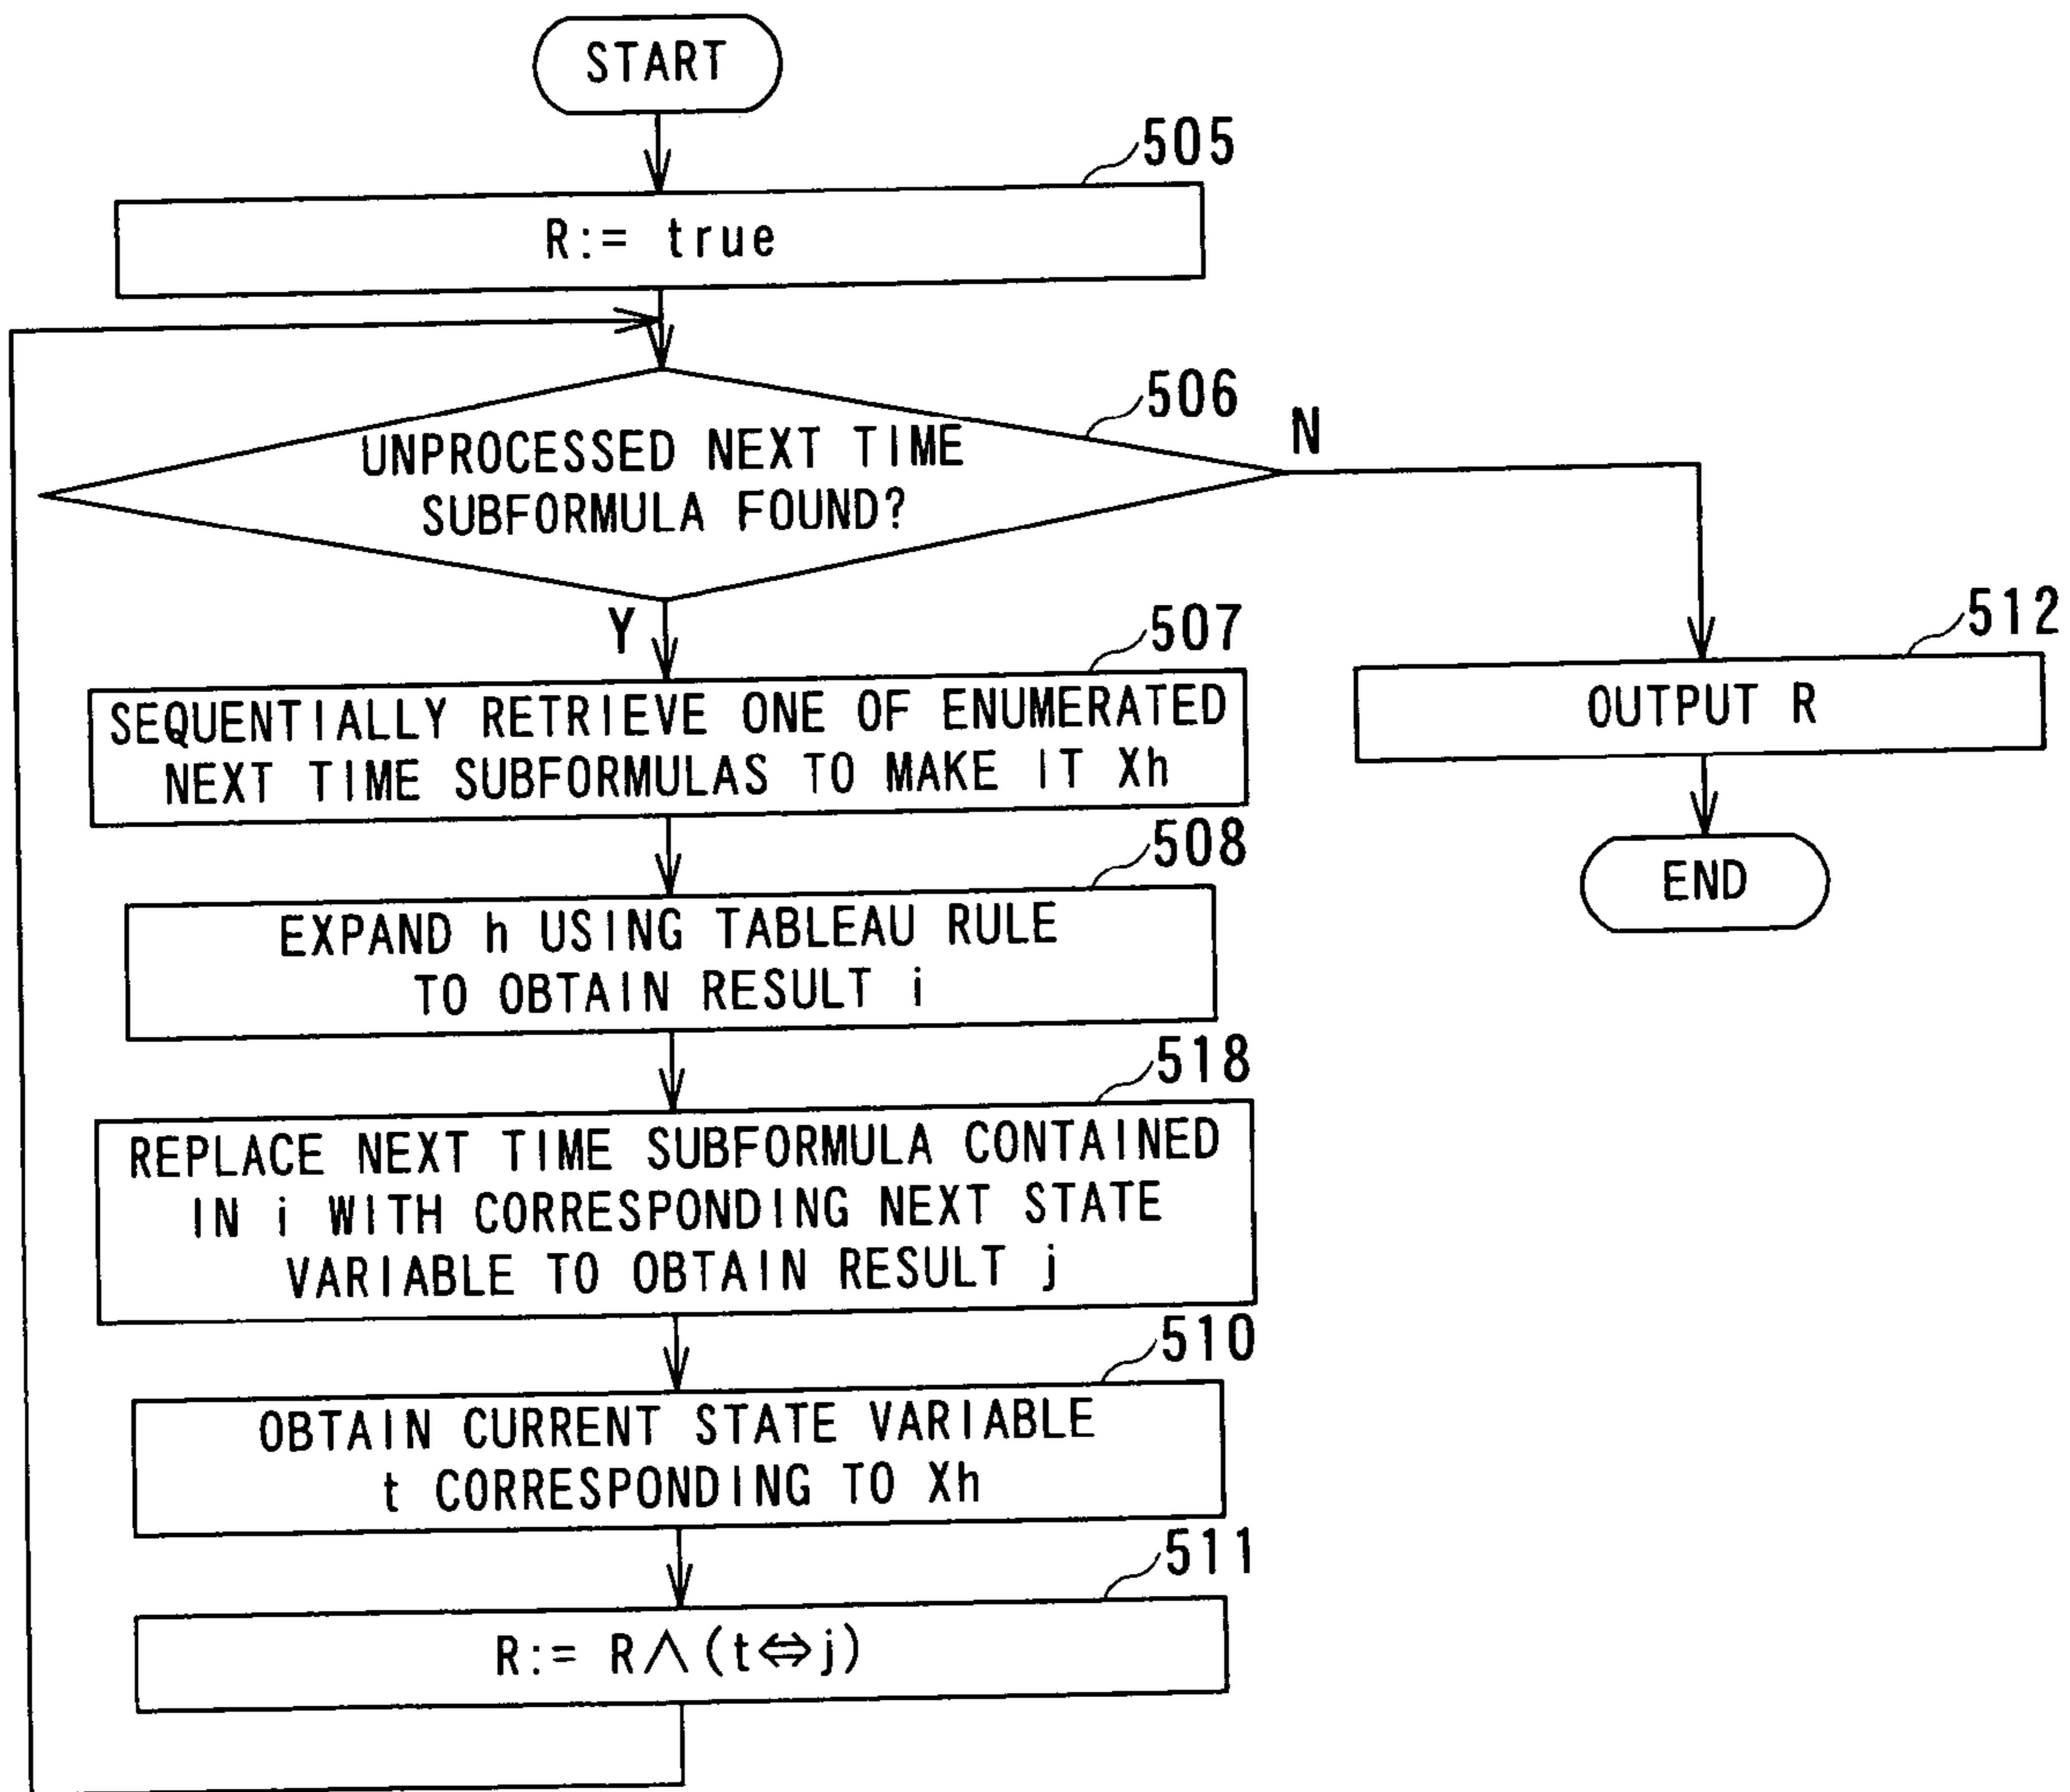 START
505
R:= true
506
N
UNPROCESSED NEXT TIME
SUBFORMULA FOUND?
Y
507
SEQUENTIALLY RETRIEVE ONE OF ENUMERATED
NEXT TIME SUBFORMULAS TO MAKE IT Xh
512
OUTPUT R
END
508
EXPAND h USING TABLEAU RULE
TO OBTAIN RESULT i
518
REPLACE NEXT TIME SUBFORMULA CONTAINED
IN i WITH CORRESPONDING NEXT STATE
VARIABLE TO OBTAIN RESULT j
510
OBTAIN CURRENT STATE VARIABLE
t CORRESPONDING TO Xh
511
R:= R∧(t⇔j)